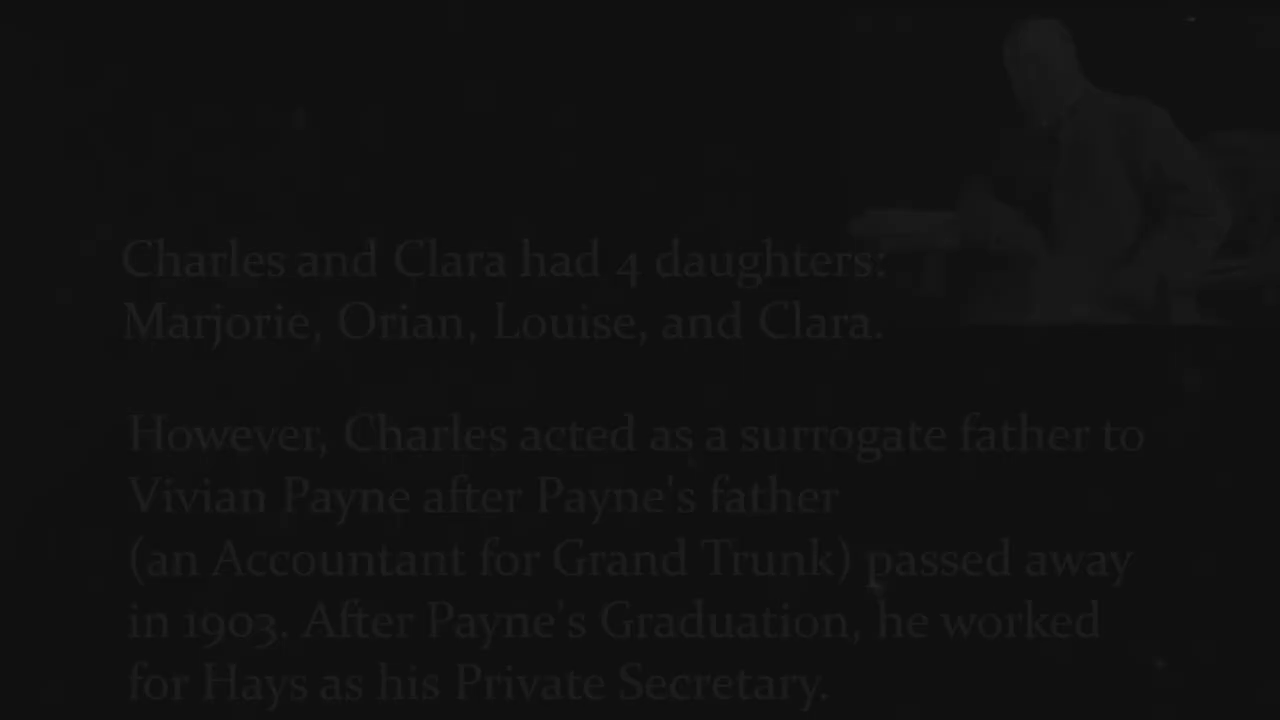 Charles and Clara had 4 daughters:
Marjorie, Orian, Louise, and Clara.
However, Charles acted as a surrogate father to
Vivian Payne after Payne's father
(an Accountant for Grand Trunk) passed away
in 1903. After Payne's Graduation, he worked
for Hays as his Private Secretary.